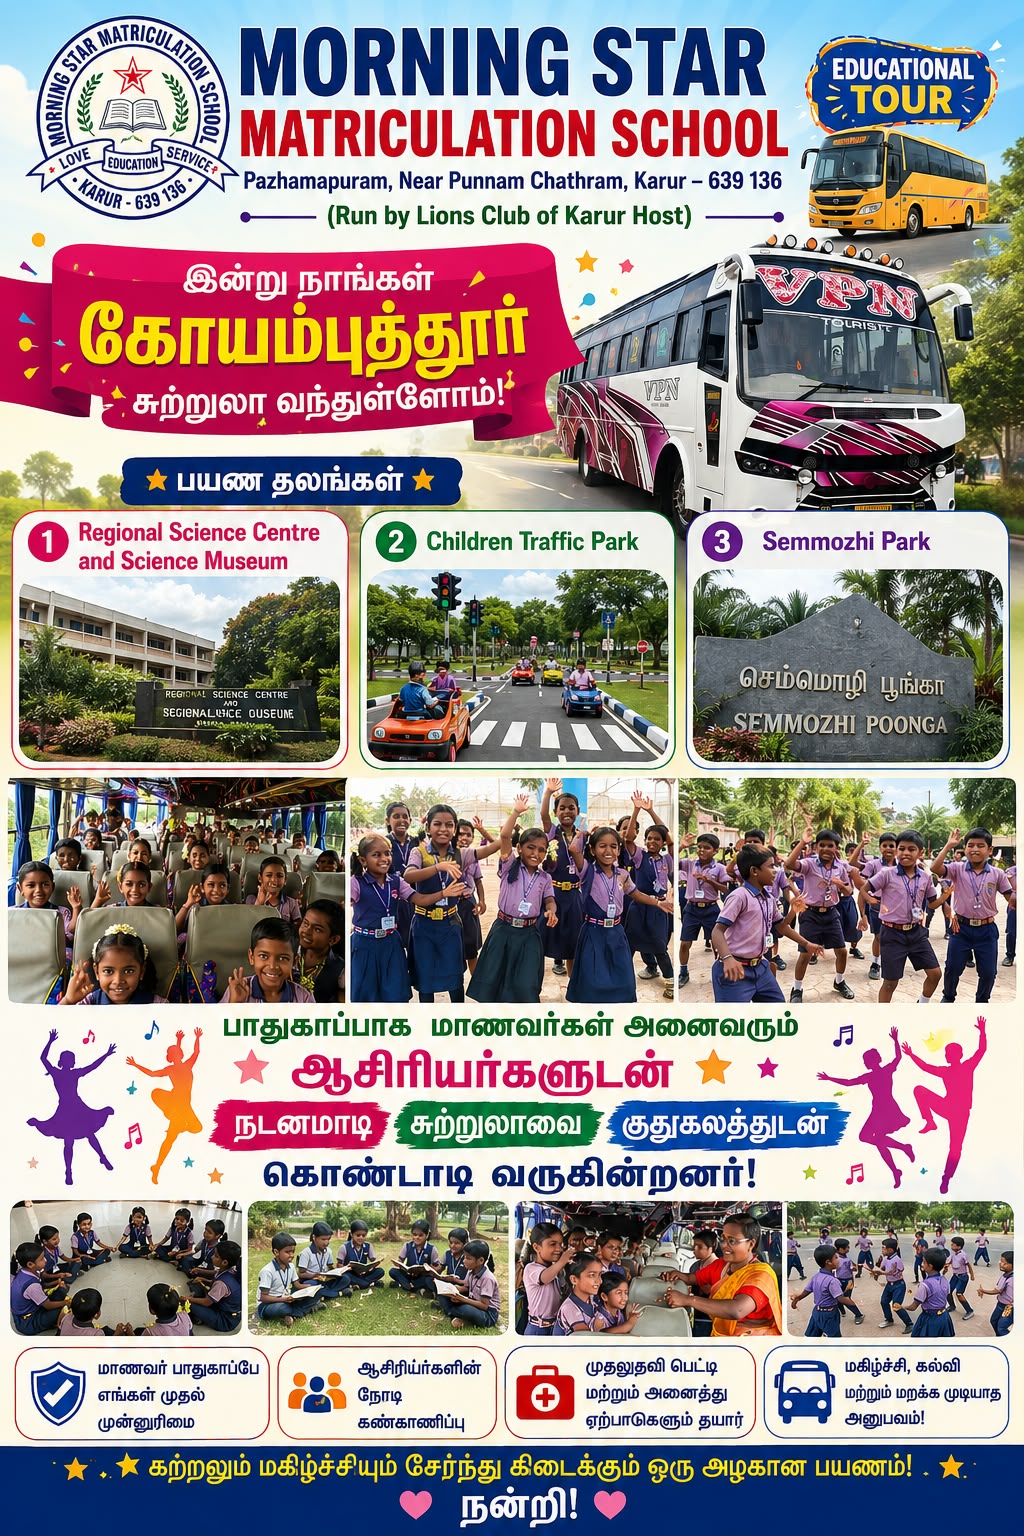 MORNING STAR MATRICULATION SCHOOL
LOVE EDUCATION SERVICE
KARUR - 639 136
MORNING STAR
MATRICULATION SCHOOL
Pazhamapuram, Near Punnam Chathram, Karur – 639 136
(Run by Lions Club of Karur Host)
EDUCATIONAL
TOUR
இன்று நாங்கள்
கோயம்புத்தூர்
சுற்றுலா வந்துள்ளோம்!
VPN
TOURIST
VPN
பயண தலங்கள்
1 Regional Science Centre
and Science Museum
2 Children Traffic Park
3 Semmozhi Park
REGIONAL SCIENCE CENTRE
AND
செம்மொழி பூங்கா
SEMMOZHI POONGA
பாதுகாப்பாக மாணவர்கள் அனைவரும்
ஆசிரியர்களுடன்
நடனமாடி சுற்றுலாவை குதுகலத்துடன்
கொண்டாடி வருகின்றனர்!
மாணவர் பாதுகாப்பே
எங்கள் முதல்
முன்னுரிமை
ஆசிரியர்களின்
நேரடி
கண்காணிப்பு
முதலுதவி பெட்டி
மற்றும் அனைத்து
ஏற்பாடுகளும் தயார்
மகிழ்ச்சி, கல்வி
மற்றும் மறக்க முடியாத
அனுபவம்!
கற்றலும் மகிழ்ச்சியும் சேர்ந்து கிடைக்கும் ஒரு அழகான பயணம்!
நன்றி!